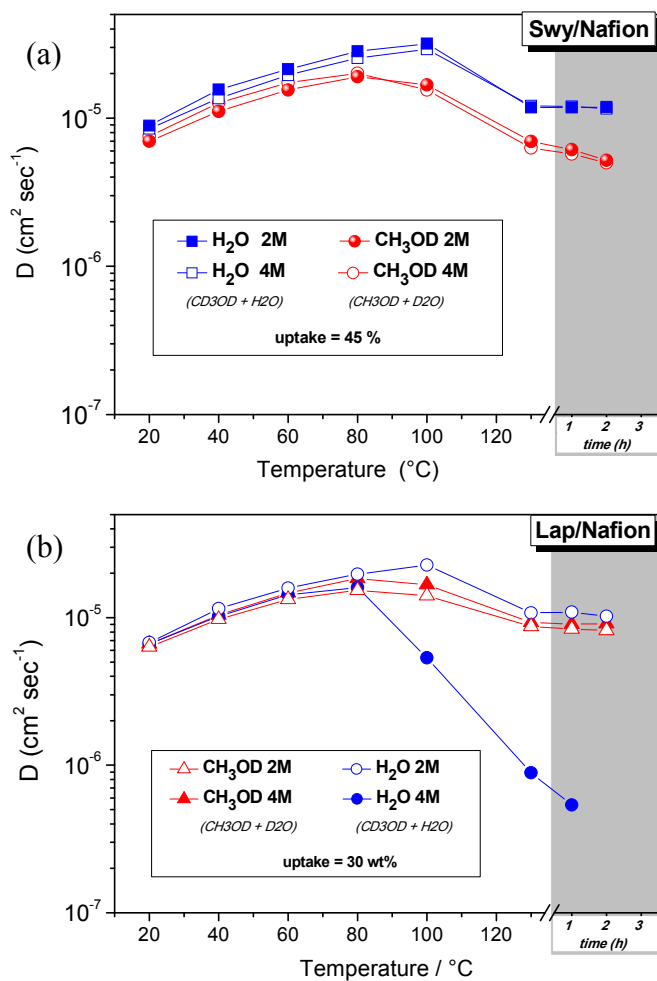 (a)
Swy/Nafion
10⁻⁵
10⁻⁶
10⁻⁷
D (cm² sec⁻¹)
H₂O 2M
CH₃OD 2M
H₂O 4M
CH₃OD 4M
(CD3OD + H2O)
(CH3OD + D2O)
uptake = 45 %
20 40 60 80 100 120
1 2 3
time (h)
Temperature (°C)
(b)
Lap/Nafion
10⁻⁵
10⁻⁶
10⁻⁷
D (cm² sec⁻¹)
CH₃OD 2M
H₂O 2M
CH₃OD 4M
H₂O 4M
(CH3OD + D2O)
(CD3OD + H2O)
uptake = 30 wt%
20 40 60 80 100 120
1 2 3
time (h)
Temperature / °C